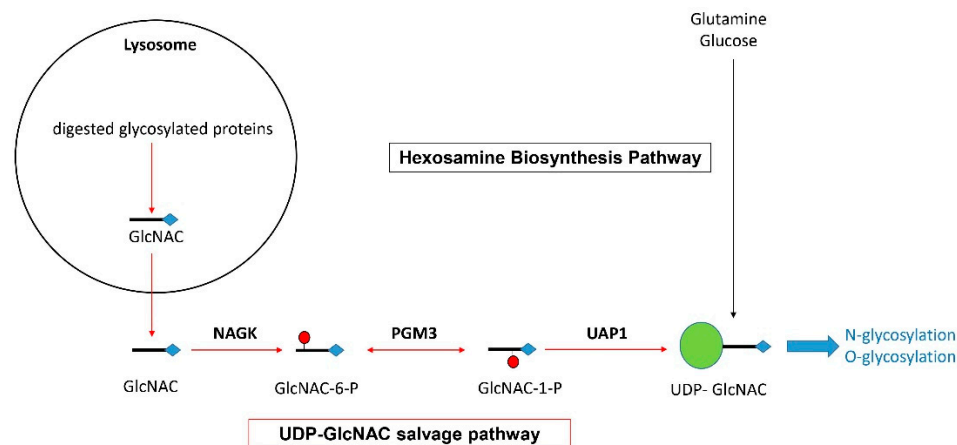 Lysosome
digested glycosylated proteins
GlcNAC
Glutamine
Glucose
Hexosamine Biosynthesis Pathway
NAGK
PGM3
UAP1
GlcNAC
GlcNAC-6-P
GlcNAC-1-P
UDP- GlcNAC
N-glycosylation
O-glycosylation
UDP-GlcNAC salvage pathway